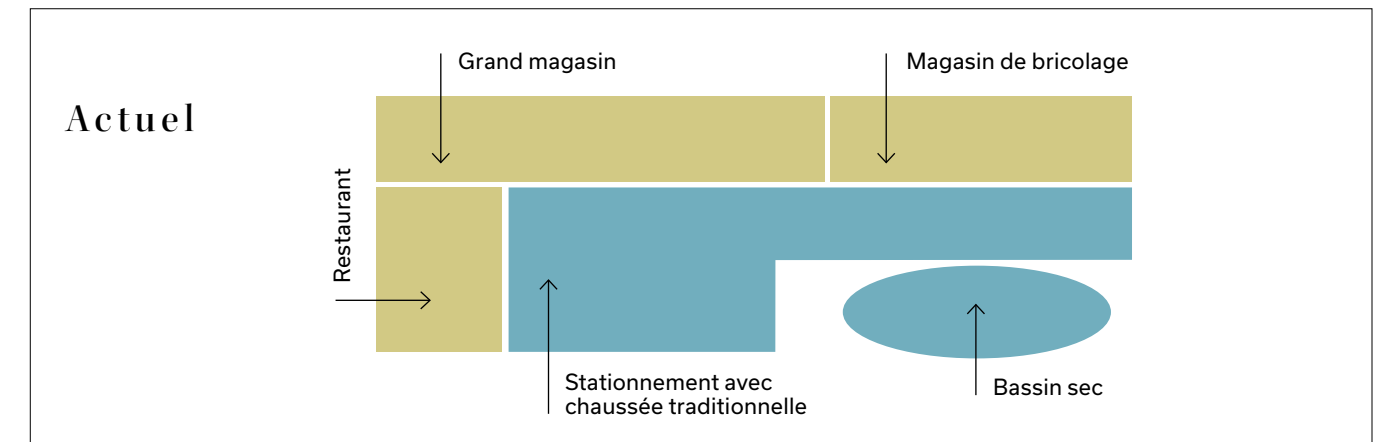 Grand magasin
Magasin de bricolage
Actuel
Restaurant
Stationnement avec
chaussée traditionnelle
Bassin sec